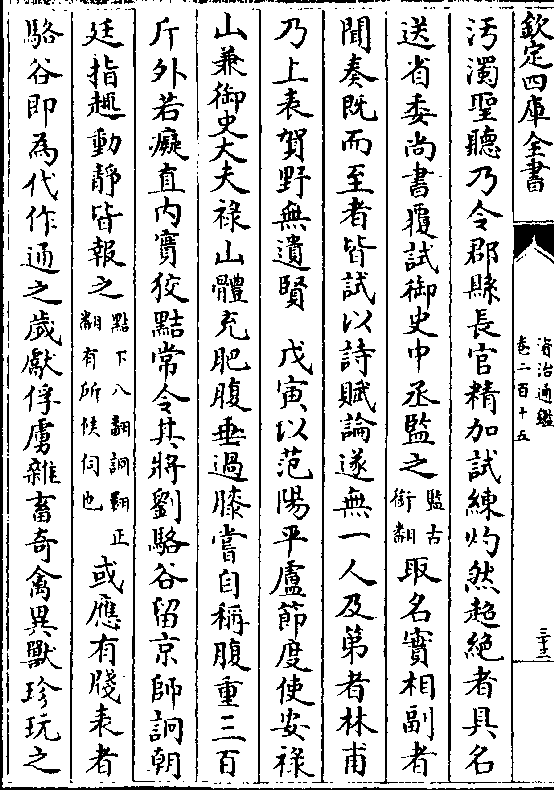 欽定四庫全書
資治通鑑
卷二百十五
汚濁聖聽乃令郡縣長官精加試練灼然超絶者具名
送省委尚書覆試御史中丞監之監古銜翻取名實相副者
聞奏既而至者皆試以詩賦論遂無一人及第者林甫
乃上表賀野無遺賢 戊寅以范陽平盧節度使安禄
山兼御史大夫禄山體充肥腹垂過膝嘗自稱腹重三百
斤外若癡直内實狡黠常令其將劉駱谷留京師詗朝
廷指趣動靜皆報之黠下八翻詗翾正翻有所候伺也或應有牋表者
駱谷即為代作通之歳獻俘虜雜畜奇禽異獸珍玩之